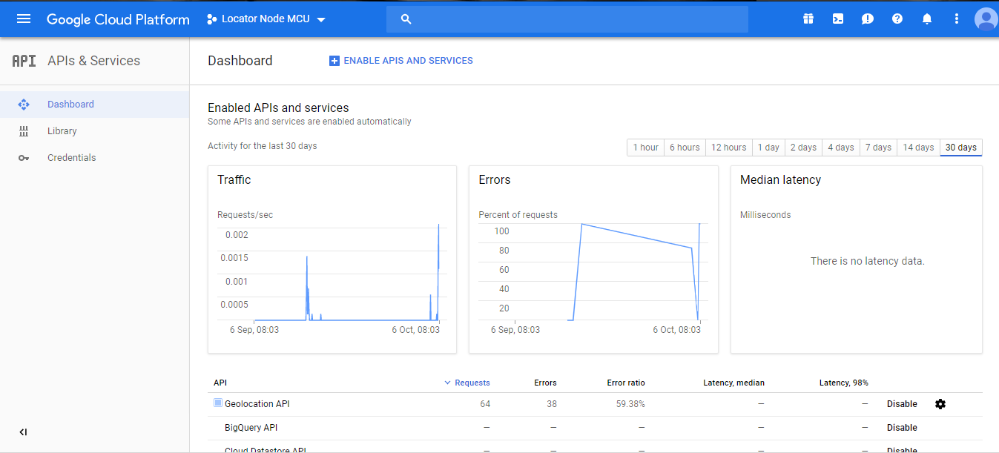 Google Cloud Platform
Locator Node MCU
API APIs & Services
Dashboard
Library
Credentials
Dashboard
ENABLE APIS AND SERVICES
Enabled APIs and services
Some APIs and services are enabled automatically
Activity for the last 30 days
1 hour 6 hours 12 hours 1 day 2 days 4 days 7 days 14 days 30 days
Traffic
Requests/sec
0.002
0.0015
0.001
0.0005
6 Sep, 08:03 6 Oct, 08:03
Errors
Percent of requests
100
80
60
40
20
6 Sep, 08:03 6 Oct, 08:03
Median latency
Milliseconds
There is no latency data.
API Requests Errors Error ratio Latency, median Latency, 98%
Geolocation API 64 38 59.38% — — Disable
BigQuery API — — — — — Disable
Cloud Datastore API — — — — — Disable